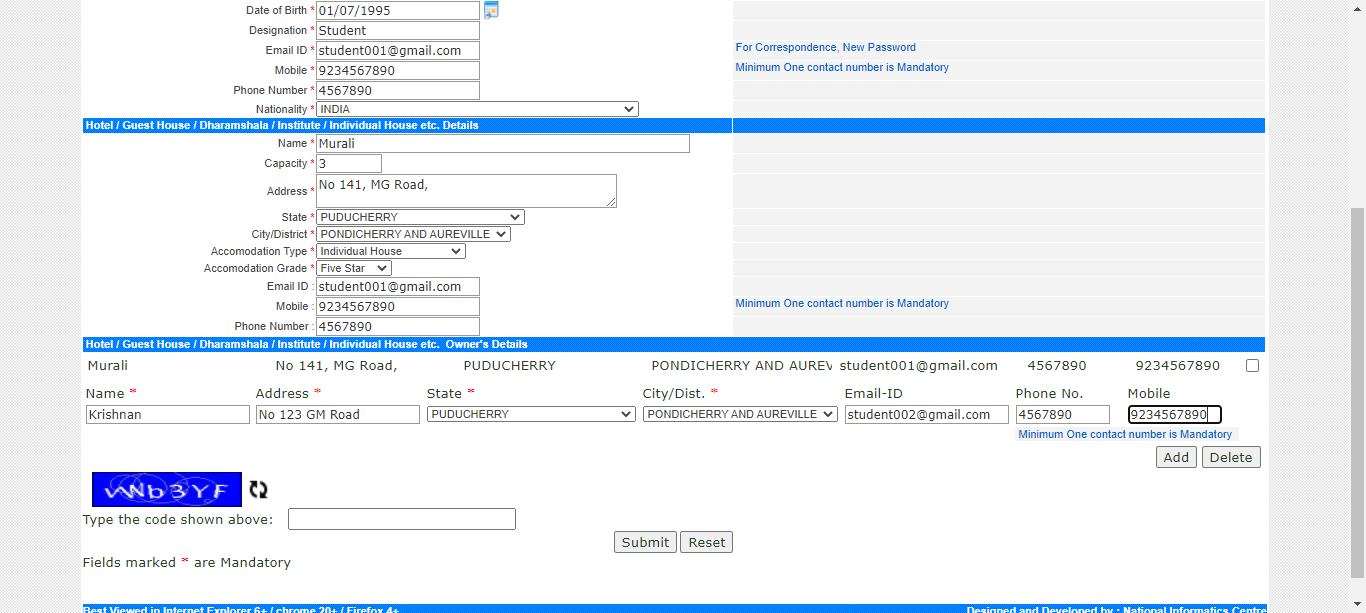 Date of Birth * 01/07/1995
Designation * Student
Email ID * student001@gmail.com For Correspondence, New Password
Mobile * 9234567890 Minimum One contact number is Mandatory
Phone Number * 4567890
Nationality * INDIA
Hotel / Guest House / Dharamshala / Institute / Individual House etc. Details
Name * Murali
Capacity * 3
Address * No 141, MG Road,
State * PUDUCHERRY
City/District * PONDICHERRY AND AUREVILLE
Accomodation Type * Individual House
Accomodation Grade * Five Star
Email ID : student001@gmail.com
Mobile : 9234567890 Minimum One contact number is Mandatory
Phone Number : 4567890
Hotel / Guest House / Dharamshala / Institute / Individual House etc. Owner's Details
Murali No 141, MG Road, PUDUCHERRY PONDICHERRY AND AUREV student001@gmail.com 4567890 9234567890
Name * Address * State * City/Dist. * Email-ID Phone No. Mobile
Krishnan No 123 GM Road PUDUCHERRY PONDICHERRY AND AUREVILLE student002@gmail.com 4567890 9234567890
Minimum One contact number is Mandatory
Add Delete
VANb3YF
Type the code shown above:
Submit Reset
Fields marked * are Mandatory
Best Viewed in Internet Explorer 6+ / chrome 20+ / Firefox 4+ Designed and Developed by : National Informatics Centre